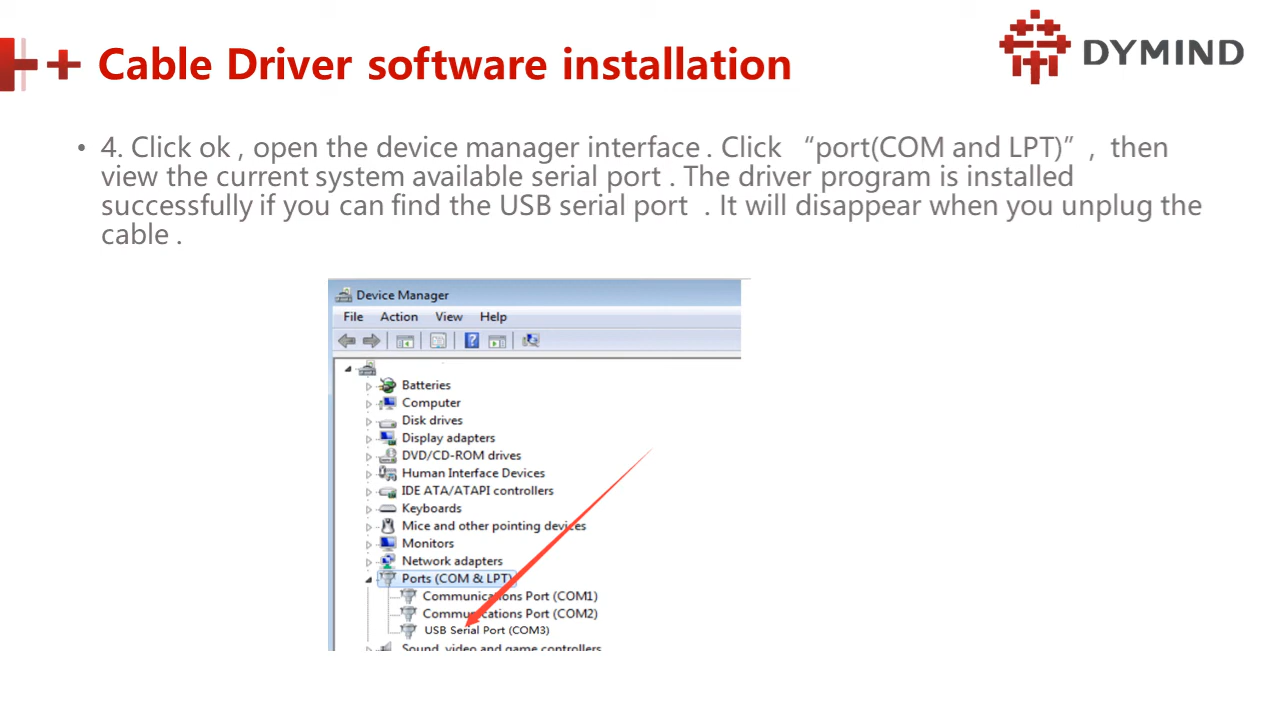 Cable Driver software installation
DYMIND
• 4. Click ok , open the device manager interface . Click “port(COM and LPT)” , then
view the current system available serial port . The driver program is installed
successfully if you can find the USB serial port . It will disappear when you unplug the
cable .
Device Manager
File Action View Help
Batteries
Computer
Disk drives
Display adapters
DVD/CD-ROM drives
Human Interface Devices
IDE ATA/ATAPI controllers
Keyboards
Mice and other pointing devices
Monitors
Network adapters
Ports (COM & LPT)
Communications Port (COM1)
Communications Port (COM2)
USB Serial Port (COM3)
Sound, video and game controllers